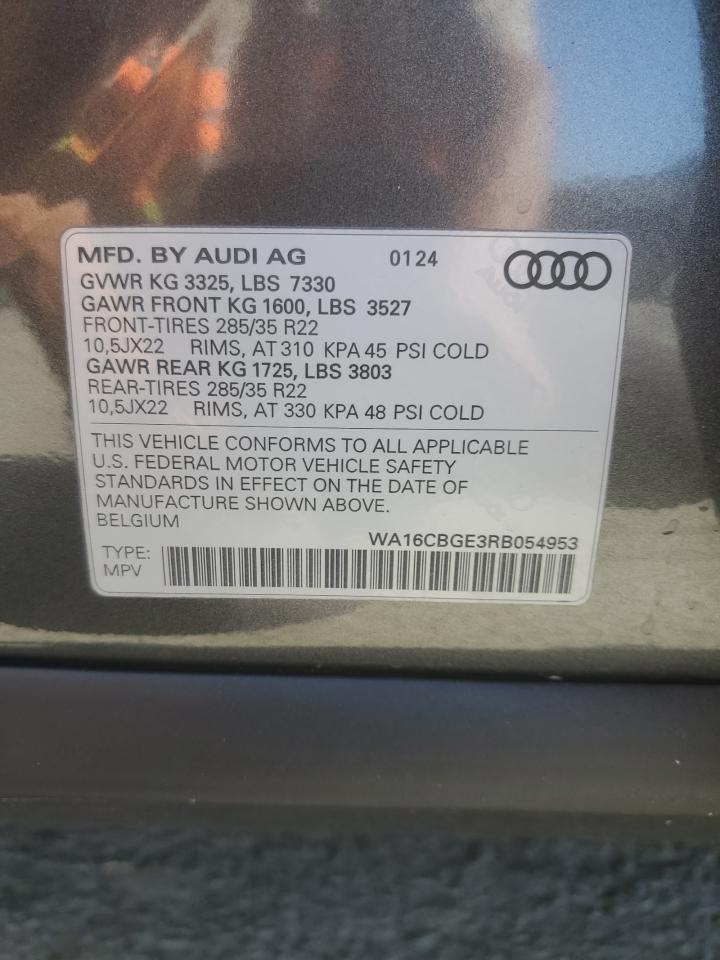 MFD. BY AUDI AG 0124
GVWR KG 3325, LBS 7330
GAWR FRONT KG 1600, LBS 3527
FRONT-TIRES 285/35 R22
10,5JX22 RIMS, AT 310 KPA 45 PSI COLD
GAWR REAR KG 1725, LBS 3803
REAR-TIRES 285/35 R22
10,5JX22 RIMS, AT 330 KPA 48 PSI COLD
THIS VEHICLE CONFORMS TO ALL APPLICABLE
U.S. FEDERAL MOTOR VEHICLE SAFETY
STANDARDS IN EFFECT ON THE DATE OF
MANUFACTURE SHOWN ABOVE.
BELGIUM
WA16CBGE3RB054953
TYPE:
MPV